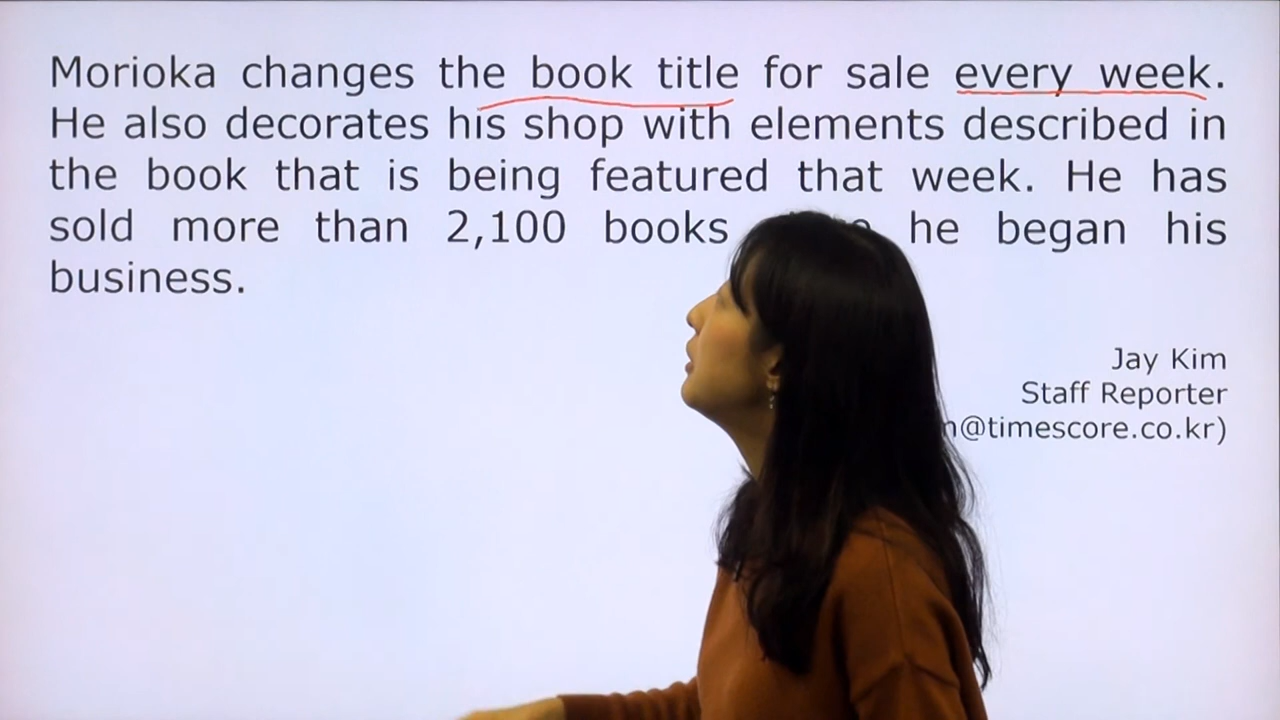 Morioka changes the book title for sale every week.
He also decorates his shop with elements described in
the book that is being featured that week. He has
sold more than 2,100 books he began his
business.
Jay Kim
Staff Reporter
@timescore.co.kr)